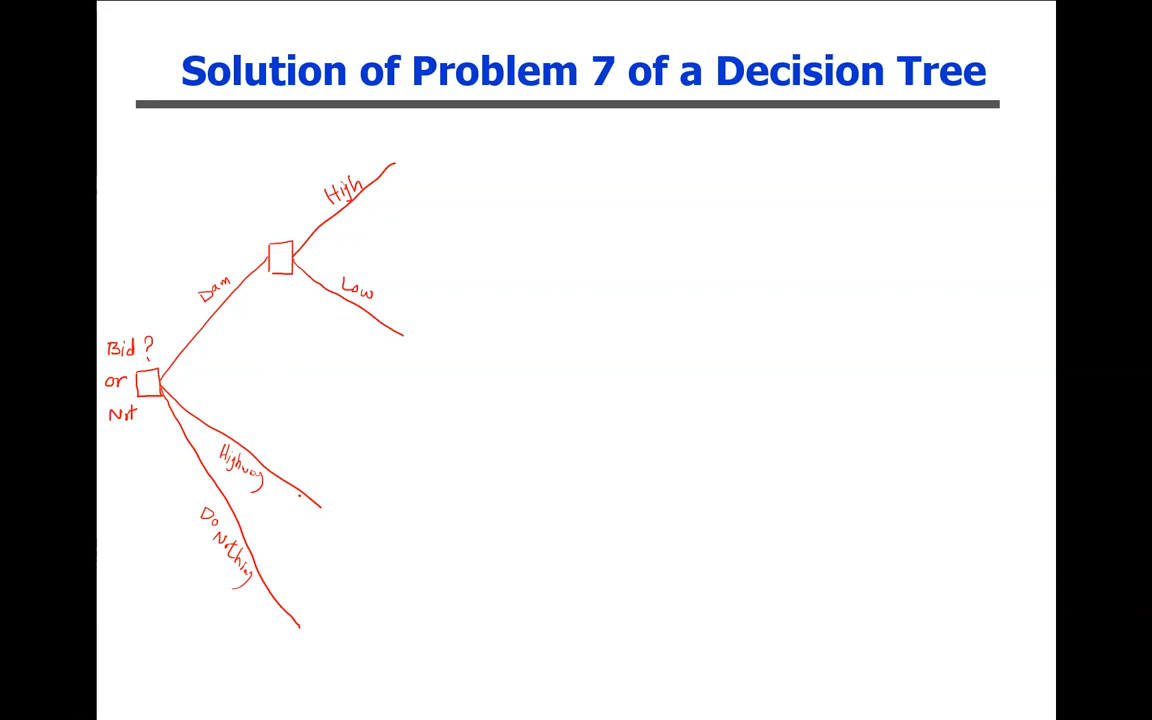 Solution of Problem 7 of a Decision Tree
High
Low
Dam
Bid ?
or
Not
Highway
Do
Nothing